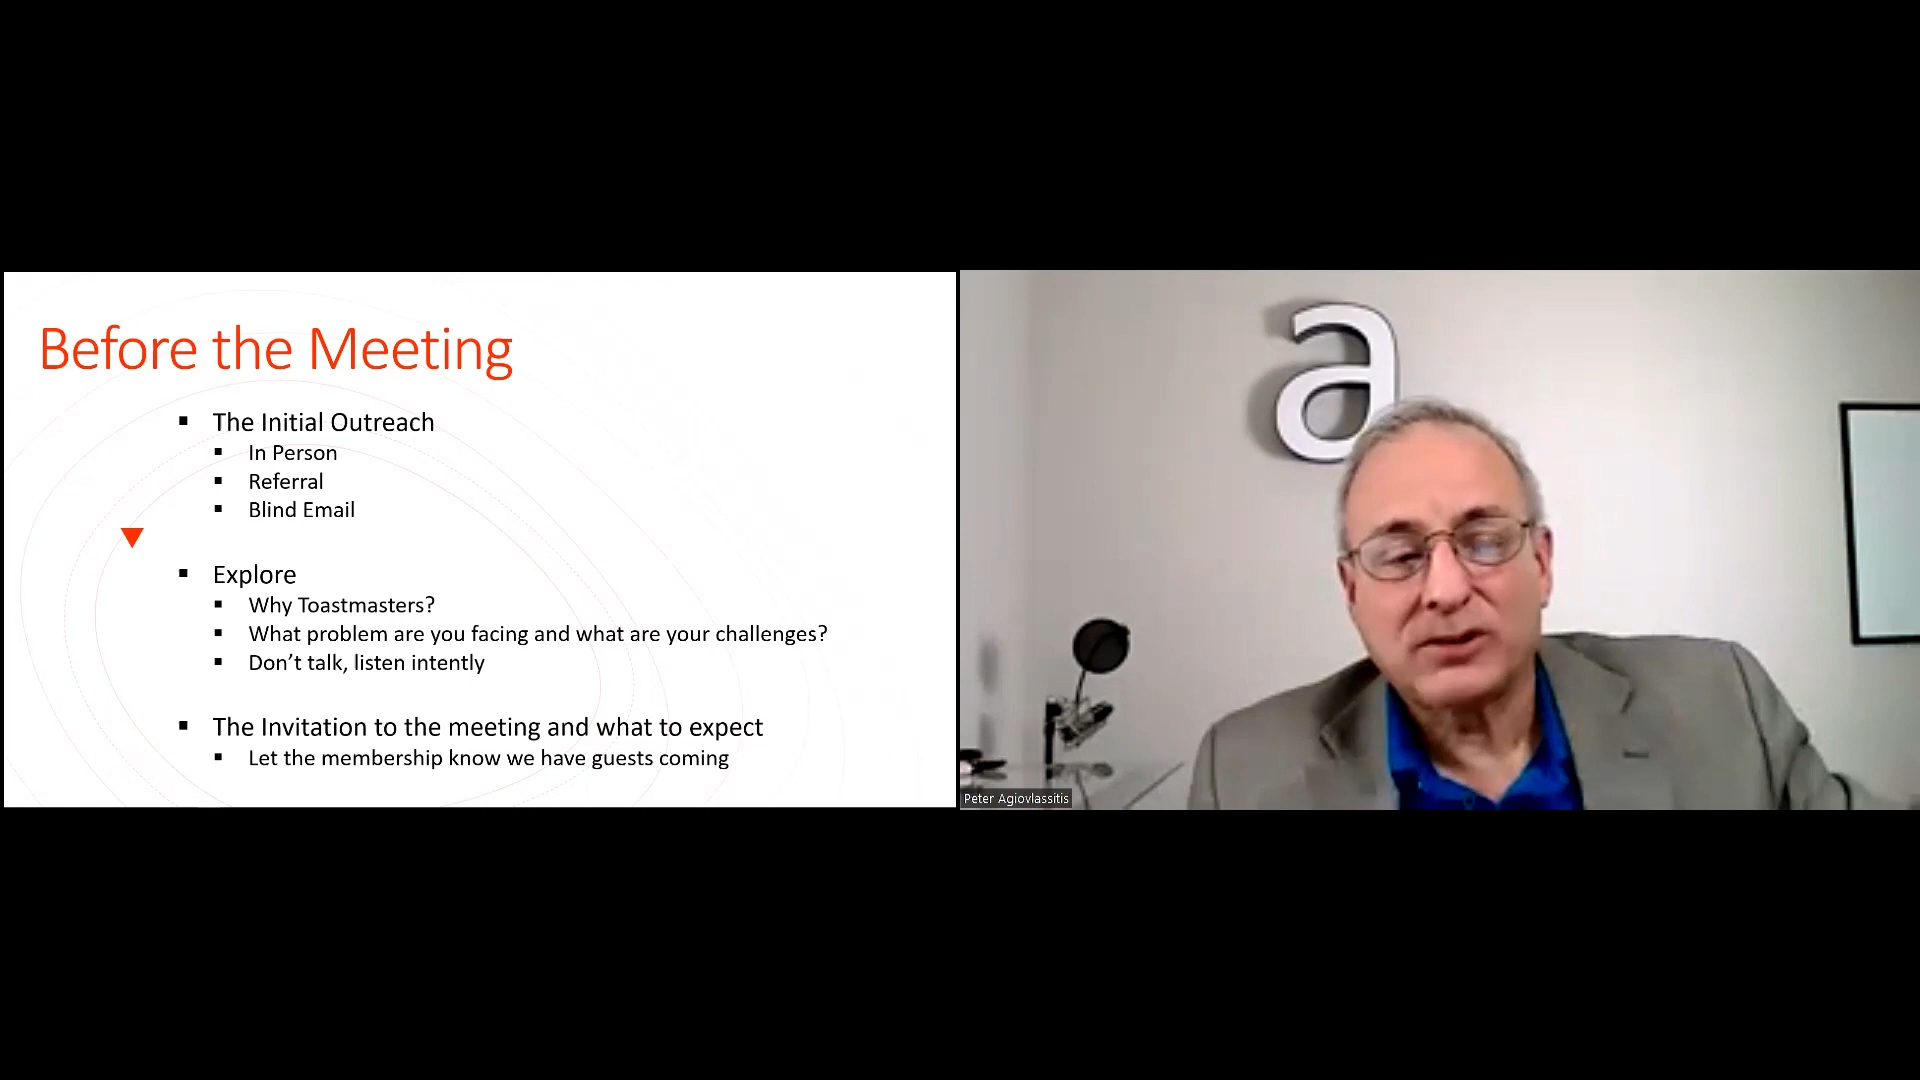 Before the Meeting
▪ The Initial Outreach
▪ In Person
▪ Referral
▪ Blind Email
▪ Explore
▪ Why Toastmasters?
▪ What problem are you facing and what are your challenges?
▪ Don’t talk, listen intently
▪ The Invitation to the meeting and what to expect
▪ Let the membership know we have guests coming
a
Peter Agiovlassitis